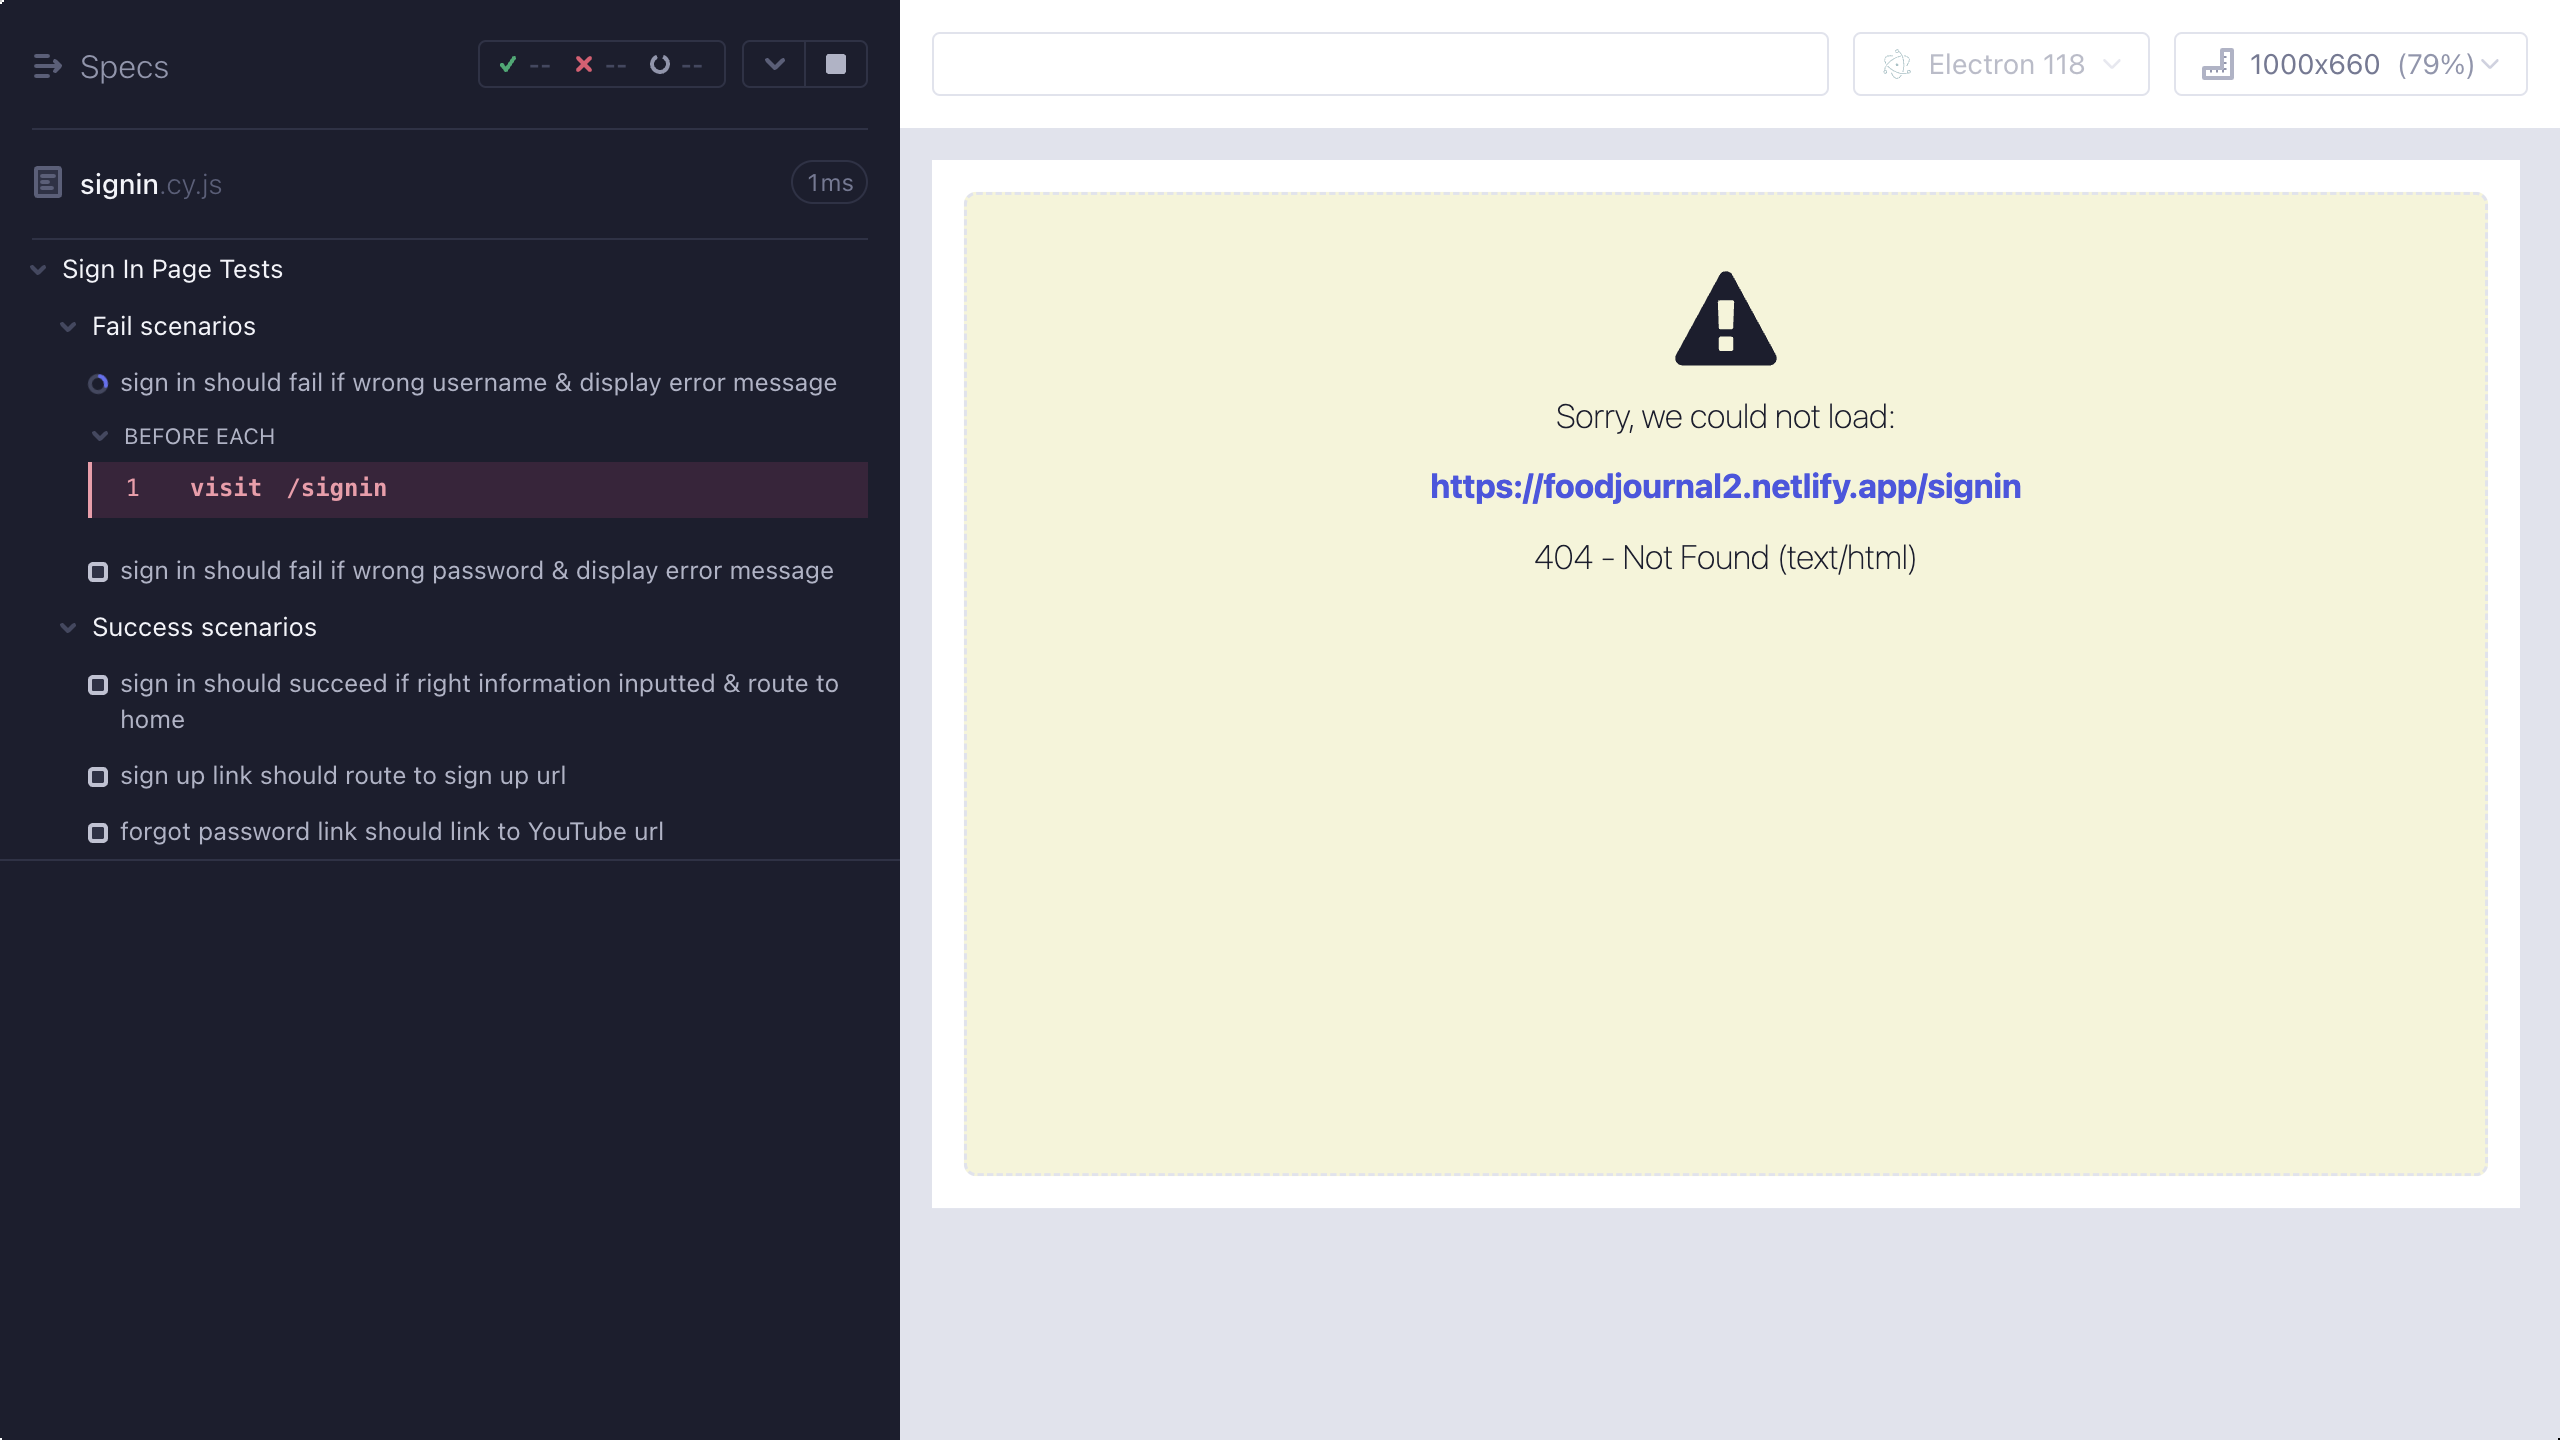 Specs
-- -- --
signin.cy.js
1ms
Sign In Page Tests
Fail scenarios
sign in should fail if wrong username & display error message
BEFORE EACH
1 visit /signin
sign in should fail if wrong password & display error message
Success scenarios
sign in should succeed if right information inputted & route to
home
sign up link should route to sign up url
forgot password link should link to YouTube url
Electron 118
1000x660 (79%)
Sorry, we could not load:
https://foodjournal2.netlify.app/signin
404 - Not Found (text/html)